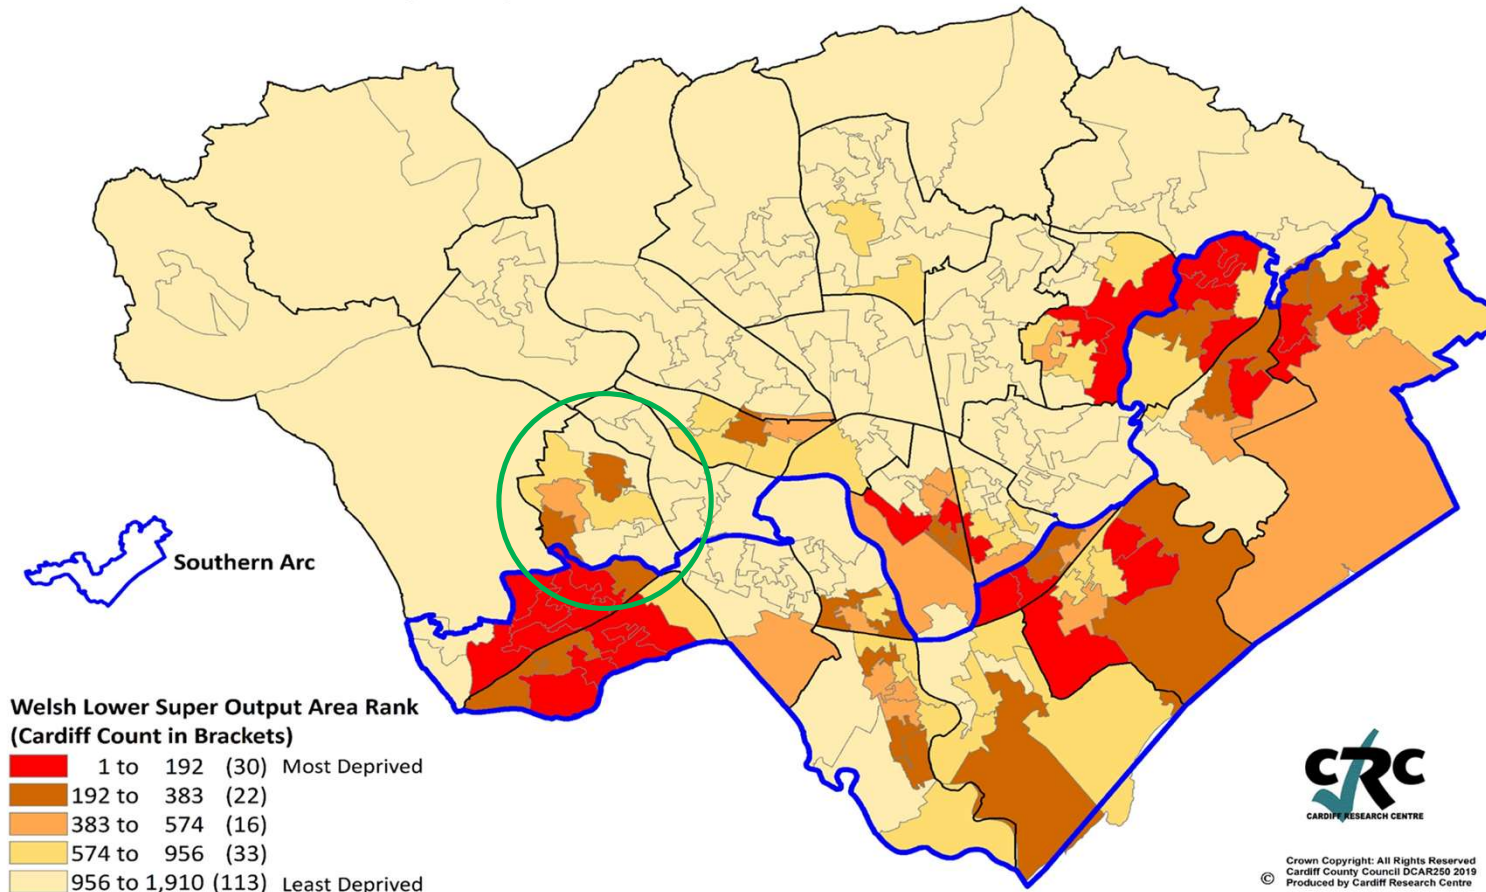 Southern Arc
Welsh Lower Super Output Area Rank
(Cardiff Count in Brackets)
1 to 192 (30) Most Deprived
192 to 383 (22)
383 to 574 (16)
574 to 956 (33)
956 to 1,910 (113) Least Deprived
CRC
CARDIFF RESEARCH CENTRE
Crown Copyright: All Rights Reserved
© Cardiff County Council DCAR250 2019
Produced by Cardiff Research Centre